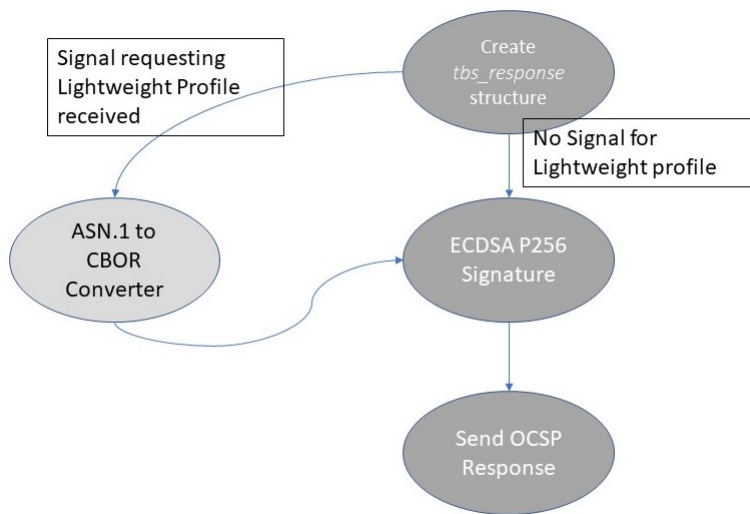 Signal requesting
Lightweight Profile
received
Create
tbs_response
structure
No Signal for
Lightweight profile
ASN.1 to
CBOR
Converter
ECDSA P256
Signature
Send OCSP
Response